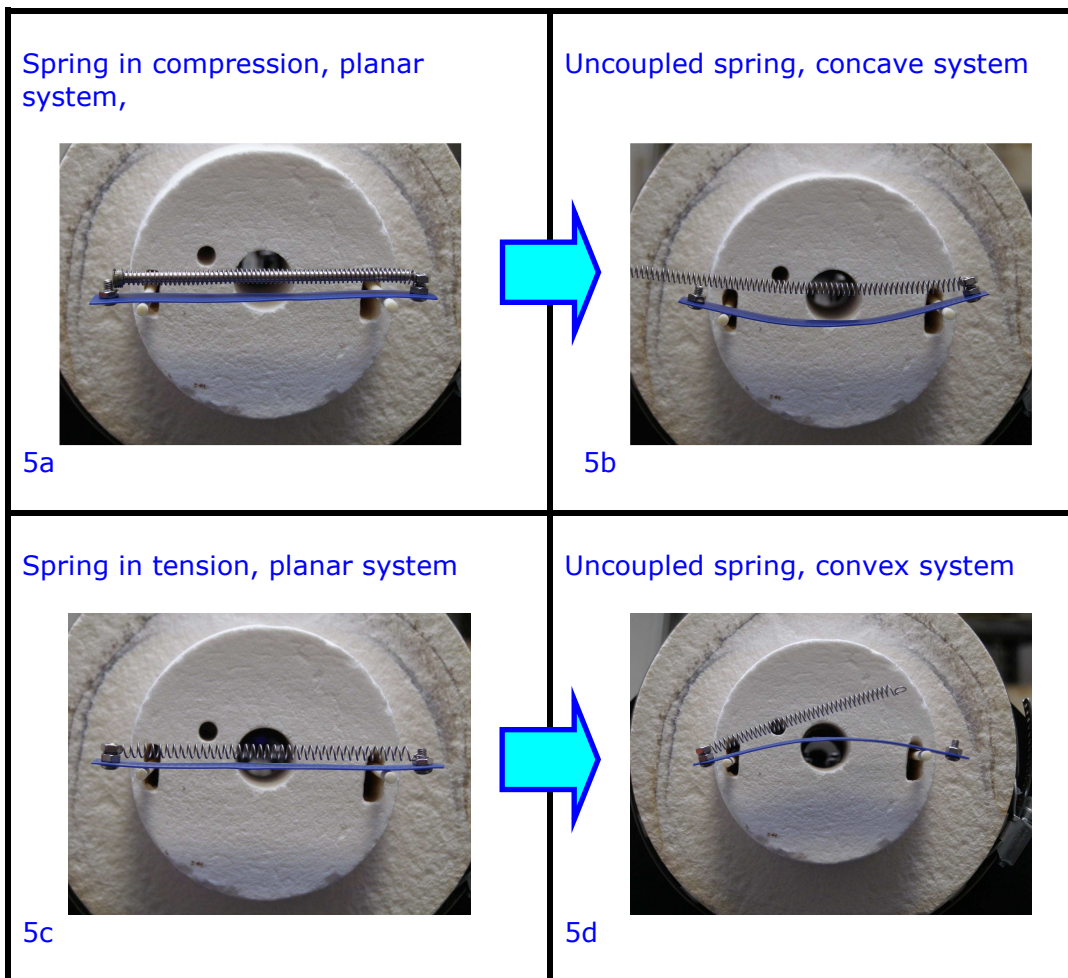 Spring in compression, planar
system,
Uncoupled spring, concave system
5a
5b
Spring in tension, planar system
Uncoupled spring, convex system
5c
5d